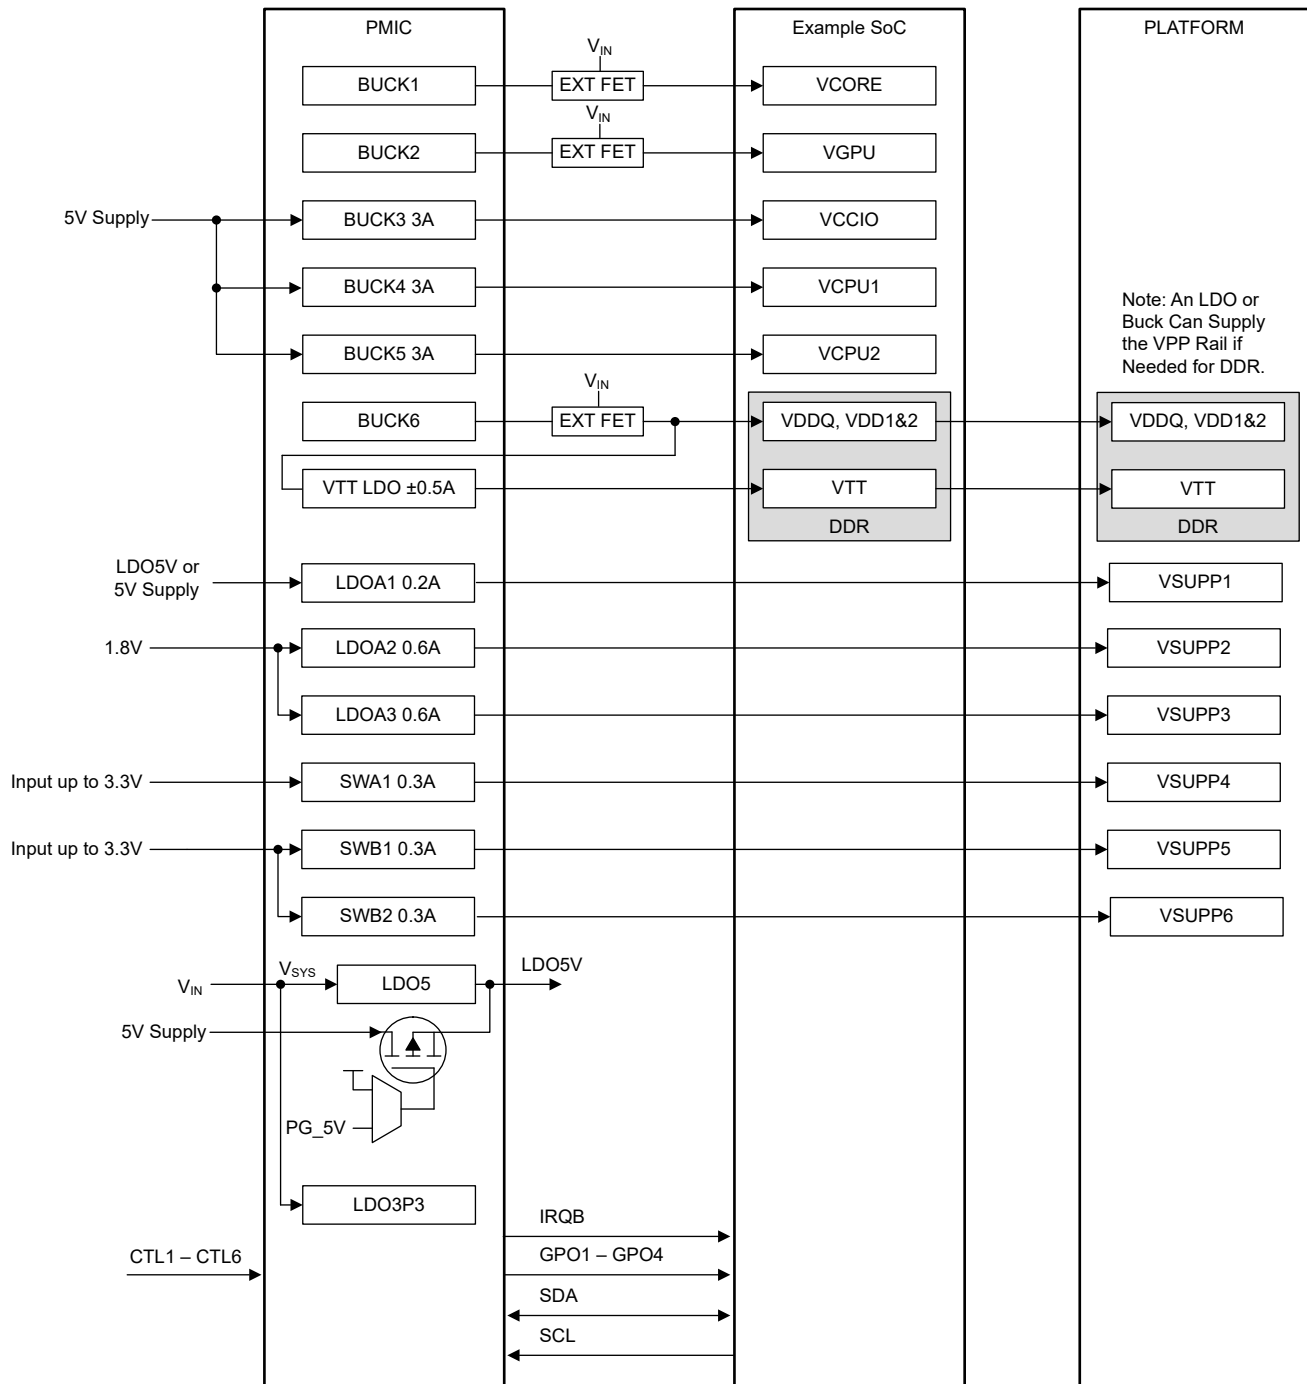 PMIC
Example SoC
PLATFORM
VIN
BUCK1
EXT FET
VCORE
VIN
BUCK2
EXT FET
VGPU
5V Supply
BUCK3 3A
VCCIO
BUCK4 3A
VCPU1
Note: An LDO or
Buck Can Supply
the VPP Rail if
Needed for DDR.
BUCK5 3A
VCPU2
VIN
BUCK6
EXT FET
VDDQ, VDD1&2
VDDQ, VDD1&2
VTT LDO ±0.5A
VTT
VTT
DDR
DDR
LDO5V or
5V Supply
LDOA1 0.2A
VSUPP1
1.8V
LDOA2 0.6A
VSUPP2
LDOA3 0.6A
VSUPP3
Input up to 3.3V
SWA1 0.3A
VSUPP4
Input up to 3.3V
SWB1 0.3A
VSUPP5
SWB2 0.3A
VSUPP6
VIN
VSYS
LDO5
LDO5V
5V Supply
PG_5V
LDO3P3
IRQB
CTL1 – CTL6
GPO1 – GPO4
SDA
SCL